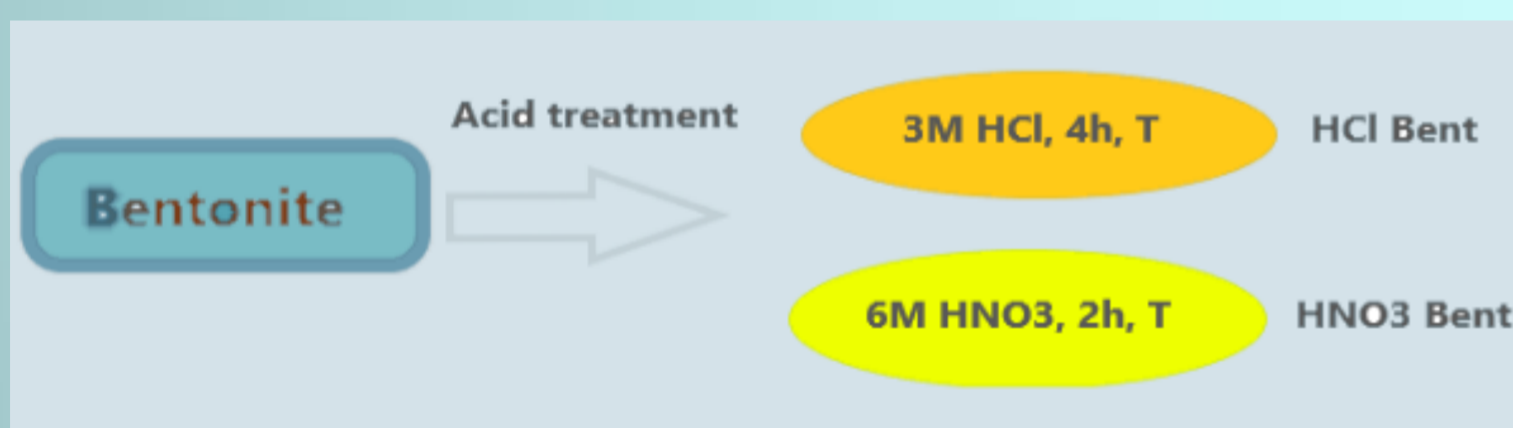 Acid treatment
Bentonite
3M HCl, 4h, T
HCl Bent
6M HNO3, 2h, T
HNO3 Bent